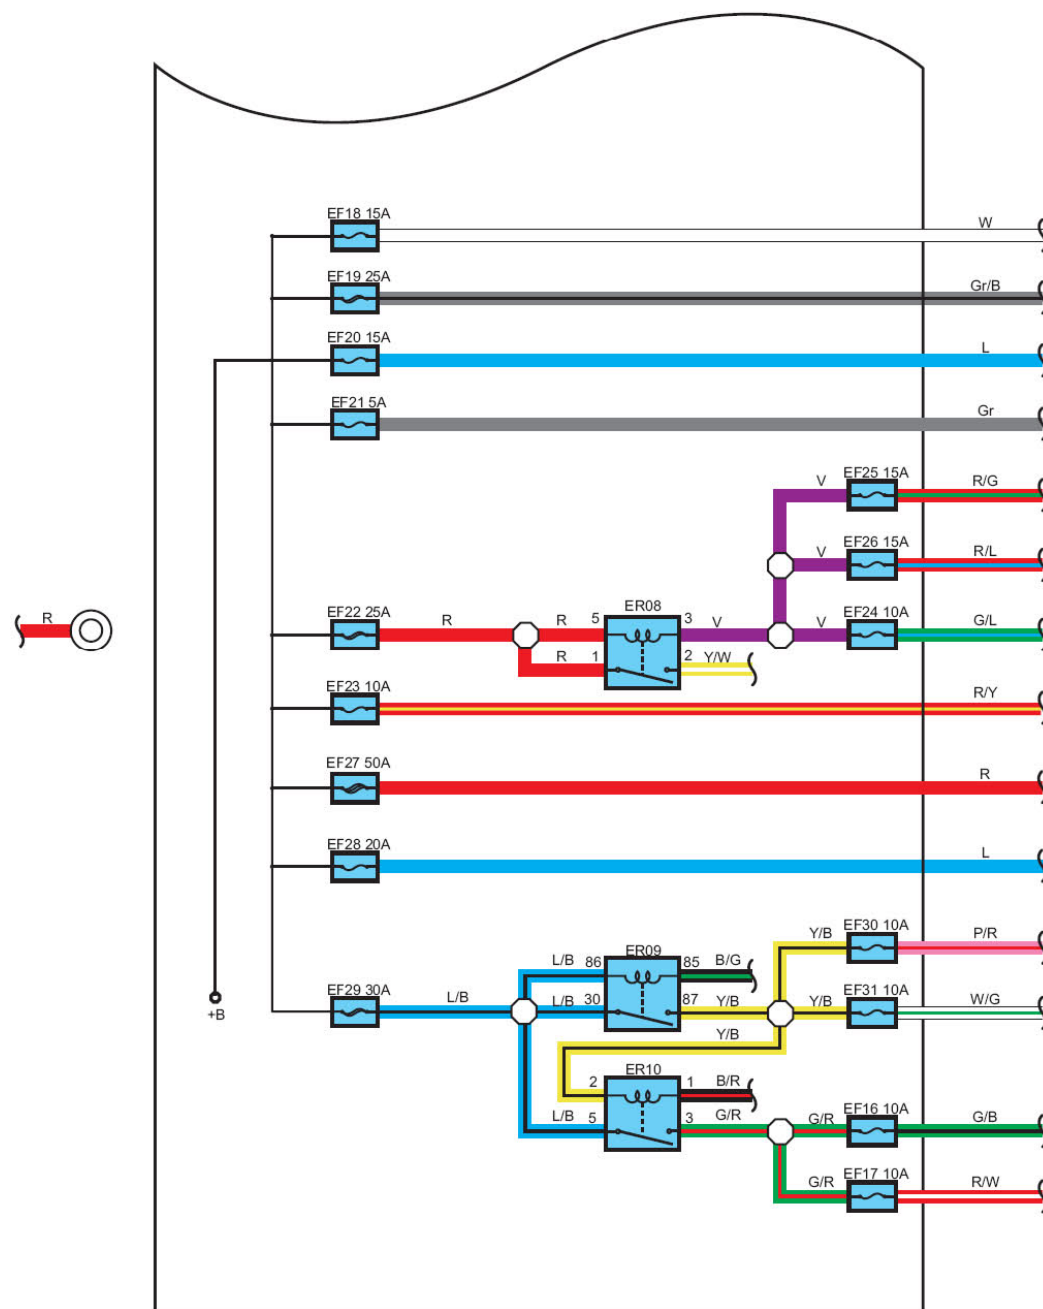 EF18 15A
W
EF19 25A
Gr/B
EF20 15A
L
EF21 5A
Gr
EF25 15A
V
R/G
EF26 15A
V
R/L
ER08
EF22 25A
EF24 10A
R
R
R
5
3
V
V
G/L
R
1
2
Y/W
EF23 10A
R/Y
EF27 50A
R
EF28 20A
L
EF30 10A
Y/B
P/R
ER09
L/B
86
85
B/G
EF29 30A
EF31 10A
L/B
L/B
30
87
Y/B
Y/B
W/G
+B
Y/B
ER10
2
1
B/R
EF16 10A
L/B
5
3
G/R
G/R
G/B
EF17 10A
G/R
R/W